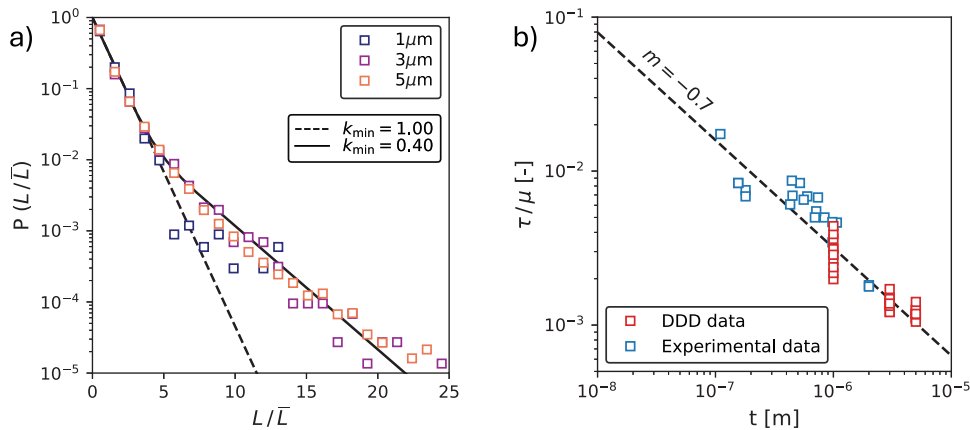 a)
10⁰
10⁻¹
10⁻²
10⁻³
10⁻⁴
10⁻⁵
P (L/L̅)
0
5
10
15
20
25
L/L̅
1μm
3μm
5μm
k_min = 1.00
k_min = 0.40
b)
10⁻¹
10⁻²
10⁻³
τ/μ [-]
m = −0.7
DDD data
Experimental data
10⁻⁸
10⁻⁷
10⁻⁶
10⁻⁵
t [m]